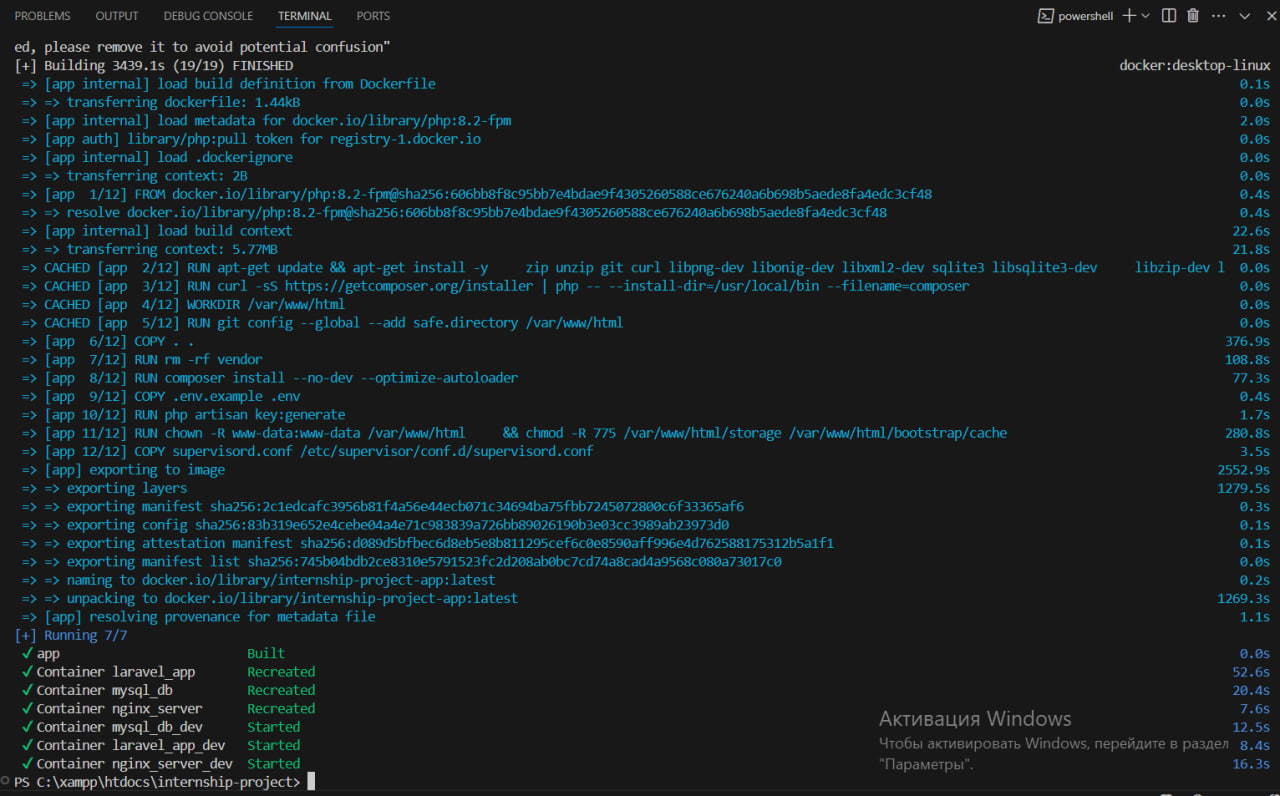 PROBLEMS OUTPUT DEBUG CONSOLE TERMINAL PORTS powershell
ed, please remove it to avoid potential confusion"
[+] Building 3439.1s (19/19) FINISHED docker:desktop-linux
=> [app internal] load build definition from Dockerfile 0.1s
=> => transferring dockerfile: 1.44kB 0.0s
=> [app internal] load metadata for docker.io/library/php:8.2-fpm 2.0s
=> [app auth] library/php:pull token for registry-1.docker.io 0.0s
=> [app internal] load .dockerignore 0.0s
=> => transferring context: 2B 0.0s
=> [app 1/12] FROM docker.io/library/php:8.2-fpm@sha256:606bb8f8c95bb7e4bdae9f4305260588ce676240a6b698b5aede8fa4edc3cf48 0.4s
=> => resolve docker.io/library/php:8.2-fpm@sha256:606bb8f8c95bb7e4bdae9f4305260588ce676240a6b698b5aede8fa4edc3cf48 0.4s
=> [app internal] load build context 22.6s
=> => transferring context: 5.77MB 21.8s
=> CACHED [app 2/12] RUN apt-get update && apt-get install -y zip unzip git curl libpng-dev libonig-dev libxml2-dev sqlite3 libsqlite3-dev libzip-dev l 0.0s
=> CACHED [app 3/12] RUN curl -sS https://getcomposer.org/installer | php -- --install-dir=/usr/local/bin --filename=composer 0.0s
=> CACHED [app 4/12] WORKDIR /var/www/html 0.0s
=> CACHED [app 5/12] RUN git config --global --add safe.directory /var/www/html 0.0s
=> [app 6/12] COPY . . 376.9s
=> [app 7/12] RUN rm -rf vendor 108.8s
=> [app 8/12] RUN composer install --no-dev --optimize-autoloader 77.3s
=> [app 9/12] COPY .env.example .env 0.4s
=> [app 10/12] RUN php artisan key:generate 1.7s
=> [app 11/12] RUN chown -R www-data:www-data /var/www/html && chmod -R 775 /var/www/html/storage /var/www/html/bootstrap/cache 280.8s
=> [app 12/12] COPY supervisord.conf /etc/supervisor/conf.d/supervisord.conf 3.5s
=> [app] exporting to image 2552.9s
=> => exporting layers 1279.5s
=> => exporting manifest sha256:2c1edcafc3956b81f4a56e44ecb071c34694ba75fbb7245072800c6f33365af6 0.3s
=> => exporting config sha256:83b319e652e4cebe04a4e71c983839a726bb89026190b3e03cc3989ab23973d0 0.1s
=> => exporting attestation manifest sha256:d089d5bfbec6d8eb5e8b811295cef6c0e8590aff996e4d762588175312b5a1f1 0.1s
=> => exporting manifest list sha256:745b04bdb2ce8310e5791523fc2d208ab0bc7cd74a8cad4a9568c080a73017c0 0.0s
=> => naming to docker.io/library/internship-project-app:latest 0.2s
=> => unpacking to docker.io/library/internship-project-app:latest 1269.3s
=> [app] resolving provenance for metadata file 1.1s
[+] Running 7/7
✓ app Built 0.0s
✓ Container laravel_app Recreated 52.6s
✓ Container mysql_db Recreated 20.4s
✓ Container nginx_server Recreated 7.6s
✓ Container mysql_db_dev Started 12.5s
✓ Container laravel_app_dev Started 8.4s
✓ Container nginx_server_dev Started 16.3s
PS C:\xampp\htdocs\internship-project>
Активация Windows
Чтобы активировать Windows, перейдите в раздел
"Параметры".